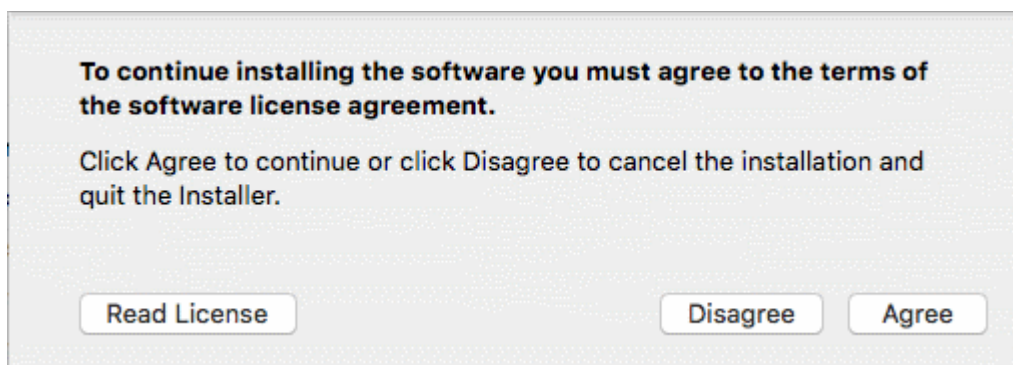 To continue installing the software you must agree to the terms of
the software license agreement.
Click Agree to continue or click Disagree to cancel the installation and
quit the Installer.
Read License
Disagree
Agree